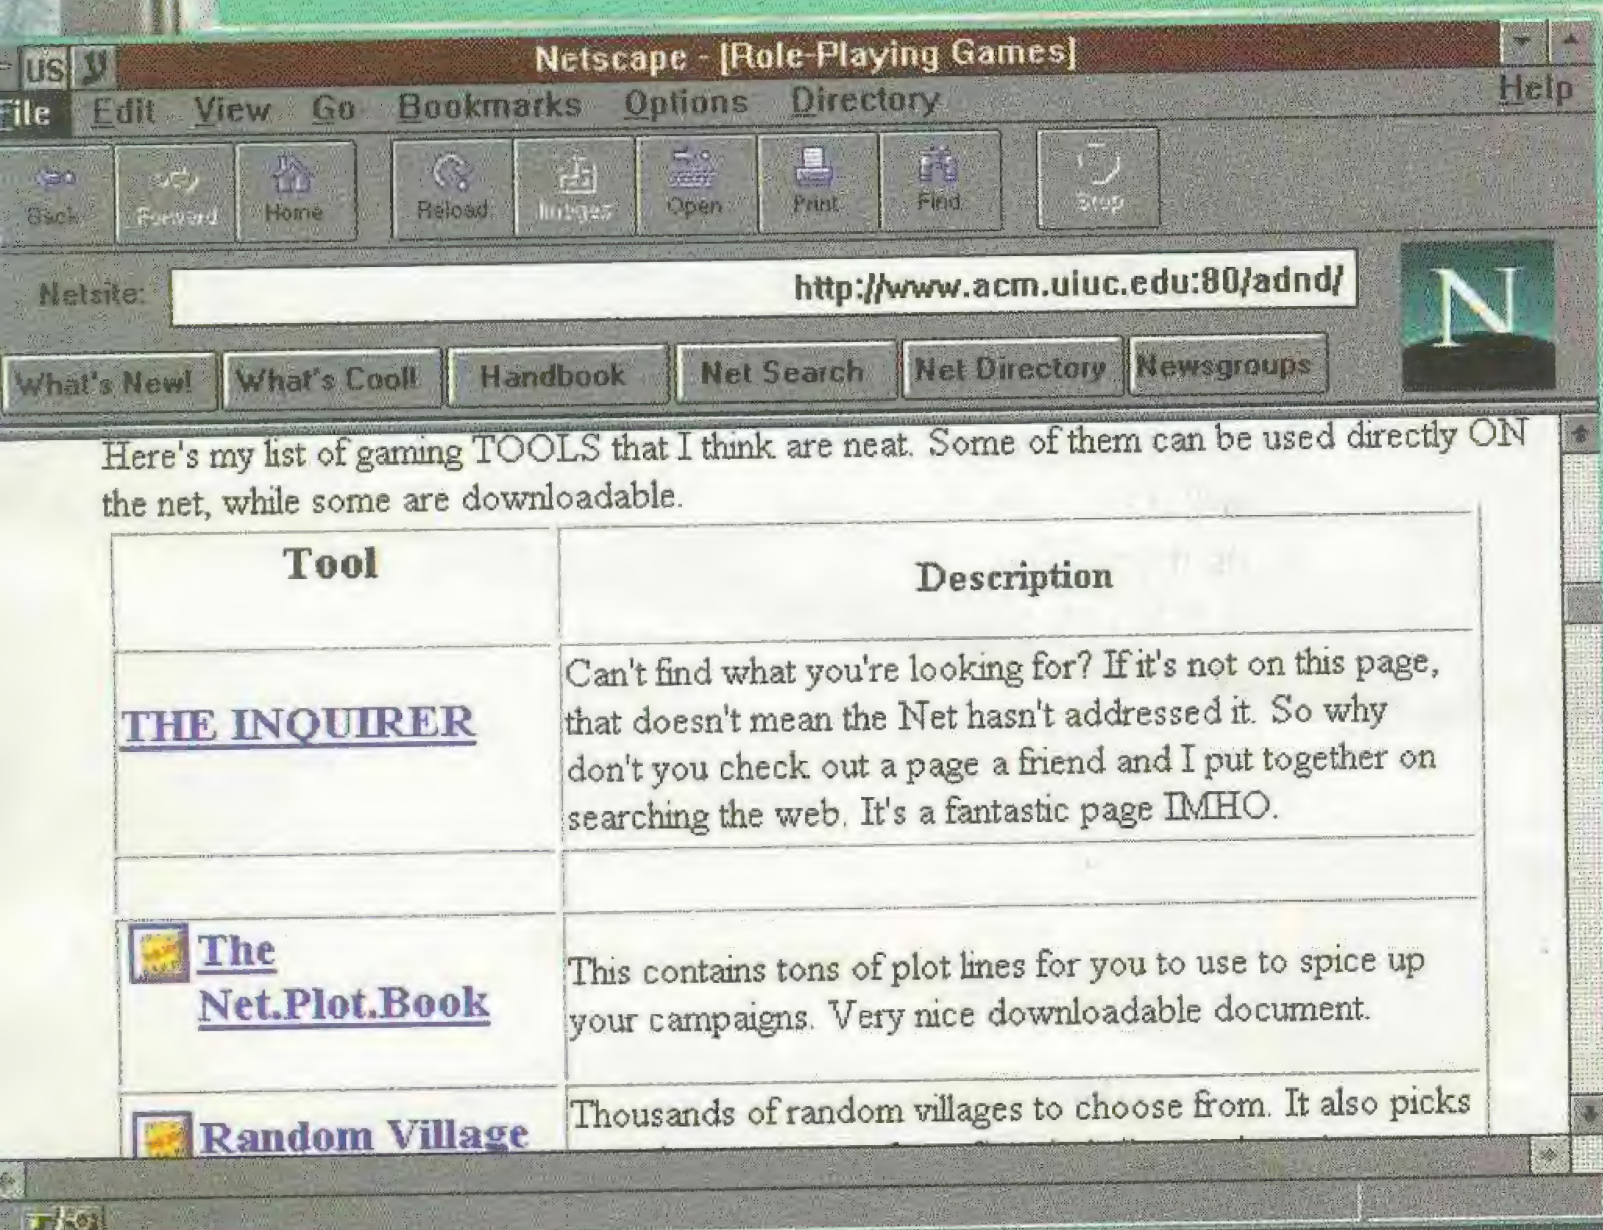 US
Netscape - [Role-Playing Games]
File Edit View Go Bookmarks Options Directory Help
Back Forward Home Reload Images Open Print Find Stop
Netsite: http://www.acm.uiuc.edu:80/adnd/
N
What's New! What's Cool! Handbook Net Search Net Directory Newsgroups
Here's my list of gaming TOOLS that I think are neat. Some of them can be used directly ON
the net, while some are downloadable.
Tool
Description
THE INQUIRER
Can't find what you're looking for? If it's not on this page,
that doesn't mean the Net hasn't addressed it. So why
don't you check out a page a friend and I put together on
searching the web. It's a fantastic page IMHO.
The
Net.Plot.Book
This contains tons of plot lines for you to use to spice up
your campaigns. Very nice downloadable document.
Random Village
Thousands of random villages to choose from. It also picks